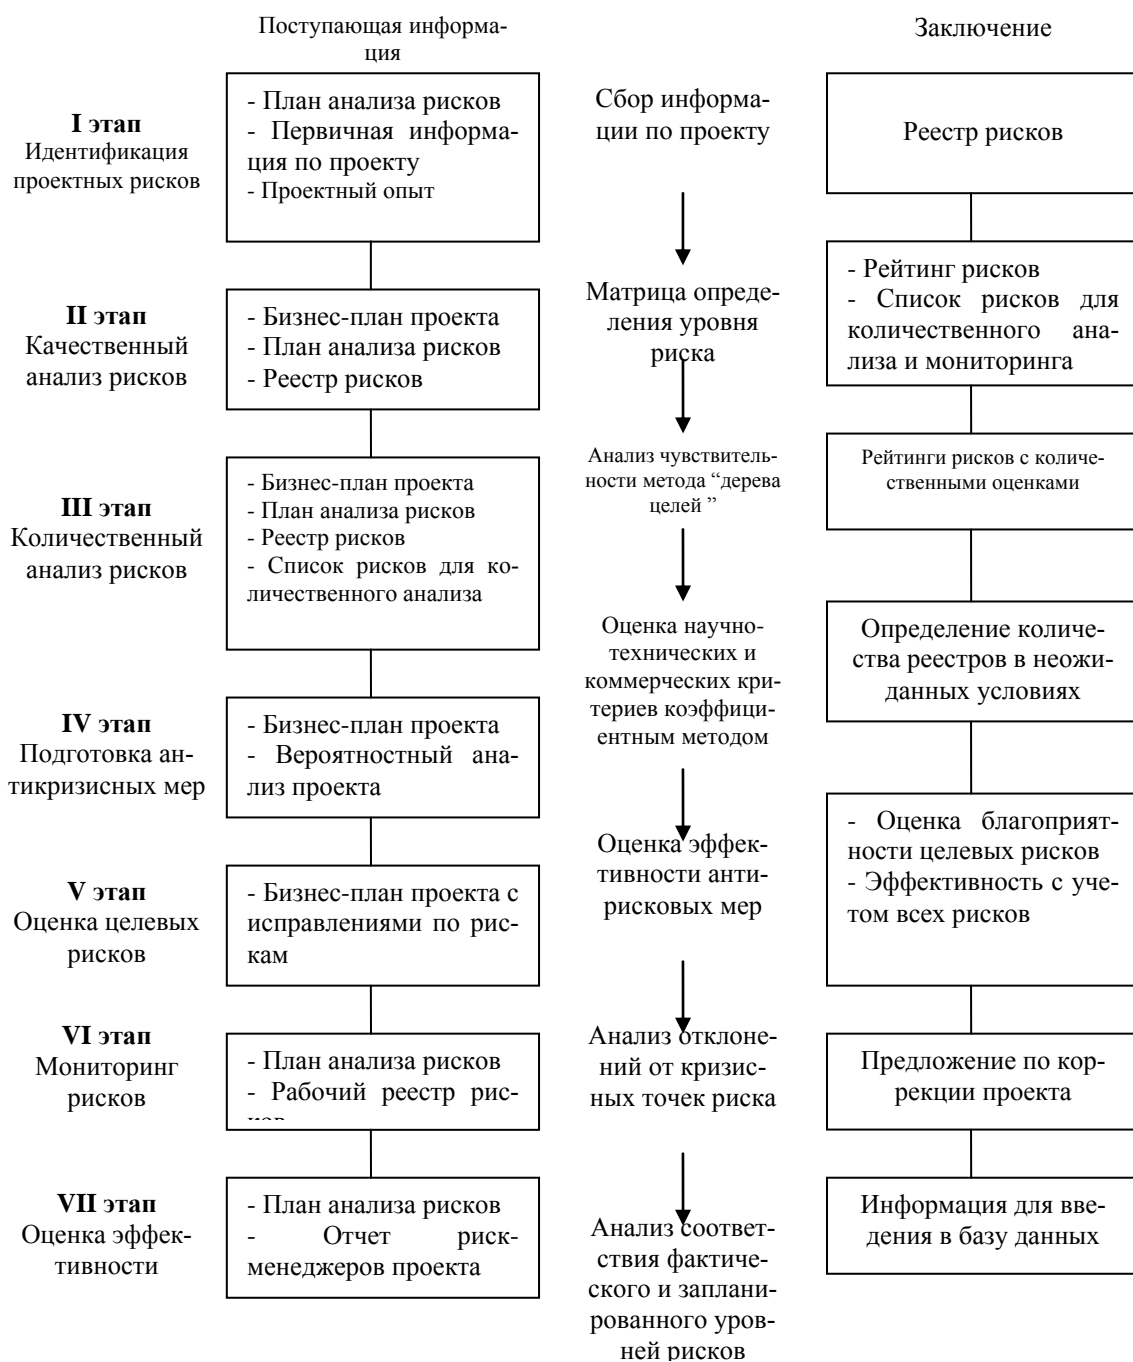 Поступающая информа-
ция
Заключение
I этап
Идентификация
проектных рисков
- План анализа рисков
- Первичная информа-
ция по проекту
- Проектный опыт
Сбор информа-
ции по проекту
Реестр рисков
II этап
Качественный
анализ рисков
- Бизнес-план проекта
- План анализа рисков
- Реестр рисков
Матрица опреде-
ления уровня
риска
- Рейтинг рисков
- Список рисков для
количественного ана-
лиза и мониторинга
III этап
Количественный
анализ рисков
- Бизнес-план проекта
- План анализа рисков
- Реестр рисков
- Список рисков для ко-
личественного анализа
Анализ чувствитель-
ности метода “дерева
целей ”
Рейтинги рисков с количе-
ственными оценками
IV этап
Подготовка ан-
тикризисных мер
- Бизнес-план проекта
- Вероятностный ана-
лиз проекта
Оценка научно-
технических и
коммерческих кри-
териев коэффици-
ентным методом
Определение количе-
ства реестров в неожи-
данных условиях
V этап
Оценка целевых
рисков
- Бизнес-план проекта с
исправлениями по рис-
кам
Оценка эффек-
тивности анти-
рисковых мер
- Оценка благоприят-
ности целевых рисков
- Эффективность с уче-
том всех рисков
VI этап
Мониторинг
рисков
- План анализа рисков
- Рабочий реестр рис-
ков
Анализ отклоне-
ний от кризис-
ных точек риска
Предложение по кор-
рекции проекта
VII этап
Оценка эффек-
тивности
- План анализа рисков
- Отчет риск-
менеджеров проекта
Анализ соответ-
ствия фактиче-
ского и заплани-
рованного уров-
ней рисков
Информация для вве-
дения в базу данных